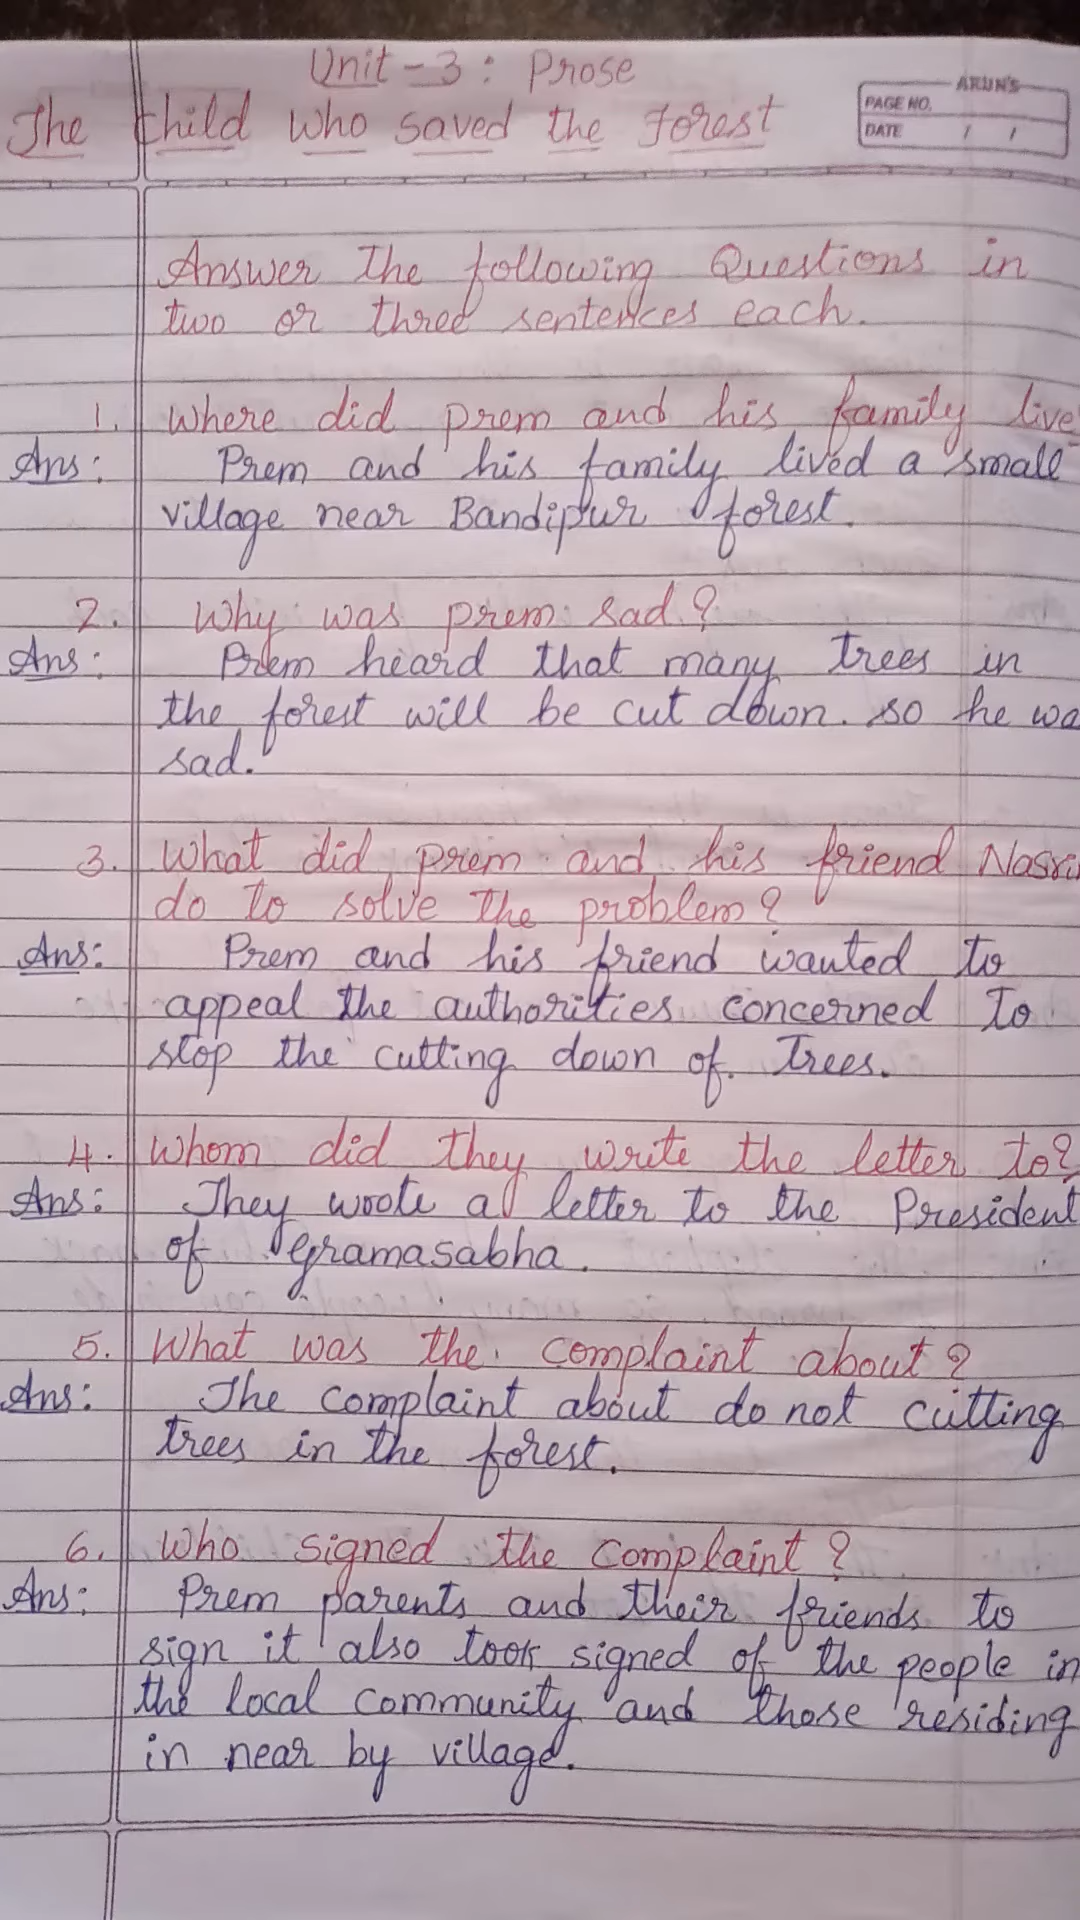 Unit - 3 : Prose
The child who saved the forest
ARUN'S
PAGE NO.
DATE / /
Answer The following Questions in
two or three sentences each.
1. Where did prem and his family live
Ans: Prem and his family lived a small
village near Bandipur forest.
2. Why was prem sad?
Ans: Prem heard that many trees in
the forest will be cut down. so he wa
sad.
3. What did prem and his friend Nasri
do to solve the problem?
Ans: Prem and his friend wanted to
appeal the authorities concerned To
stop the cutting down of. Trees.
4. Whom did they write the letter to?
Ans: They wrote a letter to the President
of gramasabha.
5. What was the complaint about?
Ans: The complaint about do not cutting
trees in the forest.
6. Who signed the complaint?
Ans: Prem parents and their friends to
sign it also took signed of the people in
the local community and those residing
in near by village.